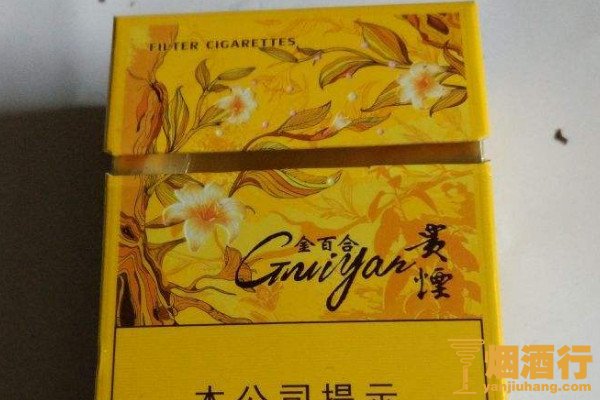 FILTER CIGARETTES
金百合
Guiyan
贵煙
本公司提示
烟酒行
yanjiuhang.com